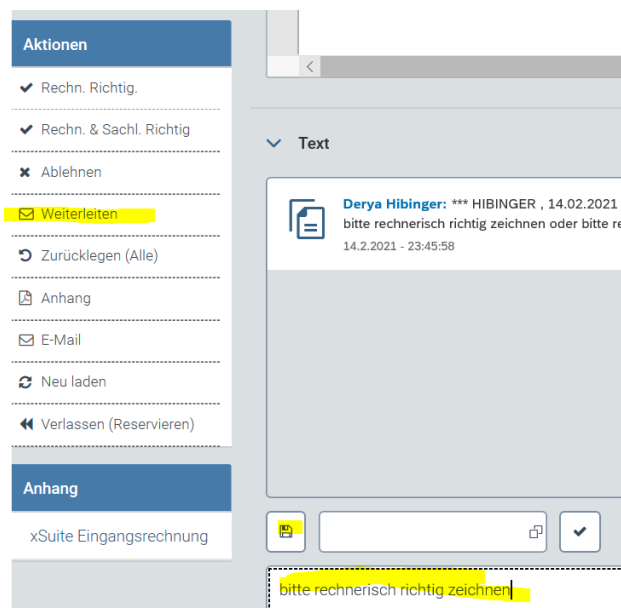 Aktionen
Rechn. Richtig.
Rechn. & Sachl. Richtig
Ablehnen
Weiterleiten
Zurücklegen (Alle)
Anhang
E-Mail
Neu laden
Verlassen (Reservieren)
Anhang
xSuite Eingangsrechnung
Text
Derya Hibinger: *** HIBINGER , 14.02.2021
bitte rechnerisch richtig zeichnen oder bitte
14.2.2021 - 23:45:58
bitte rechnerisch richtig zeichnen